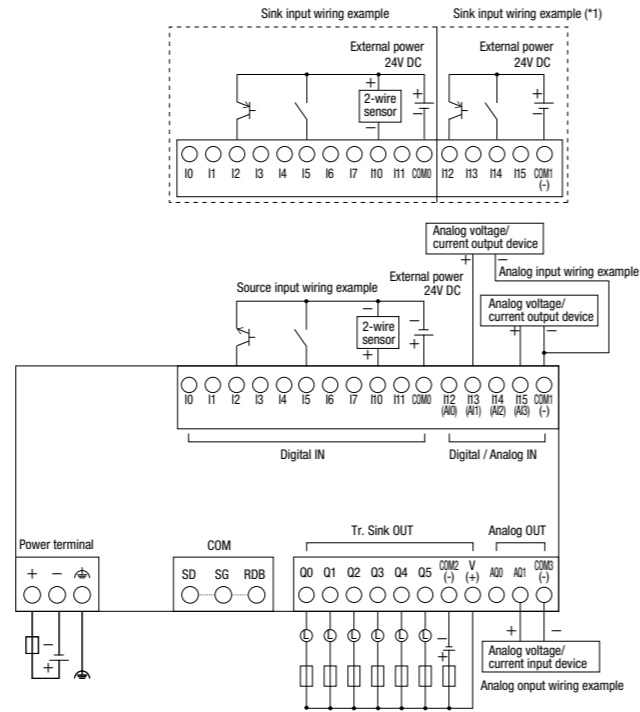 Sink input wiring example
Sink input wiring example (*1)
External power
24V DC
External power
24V DC
+
2-wire
sensor
−
+
−
+
−
I0 I1 I2 I3 I4 I5 I6 I7 I10 I11 COM0 I12 I13 I14 I15 COM1
(-)
Analog voltage/
current output device
+ −
Analog input wiring example
External power
24V DC
Source input wiring example
Analog voltage/
current output device
+ −
−
2-wire
sensor
+
−
+
I0 I1 I2 I3 I4 I5 I6 I7 I10 I11 COM0 I12 I13 I14 I15 COM1
(AI0) (AI1) (AI2) (AI3) (-)
Digital IN
Digital / Analog IN
Tr. Sink OUT
Analog OUT
Power terminal
COM
+ −
SD SG RDB
Q0 Q1 Q2 Q3 Q4 Q5 COM2 V AQ0 AQ1 COM3
(-) (+) (-)
−
+
L L L L L L
−
+
+ −
Analog voltage/
current input device
Analog onput wiring example